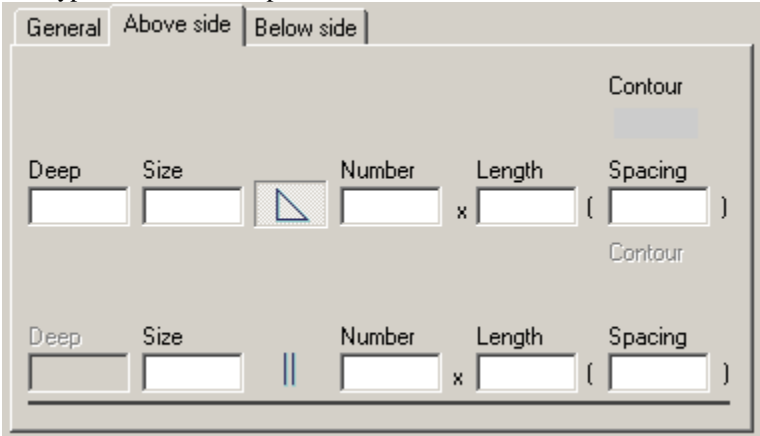 General Above side Below side
Contour
Deep Size Number Length Spacing
x ( )
Contour
Deep Size Number Length Spacing
x ( )